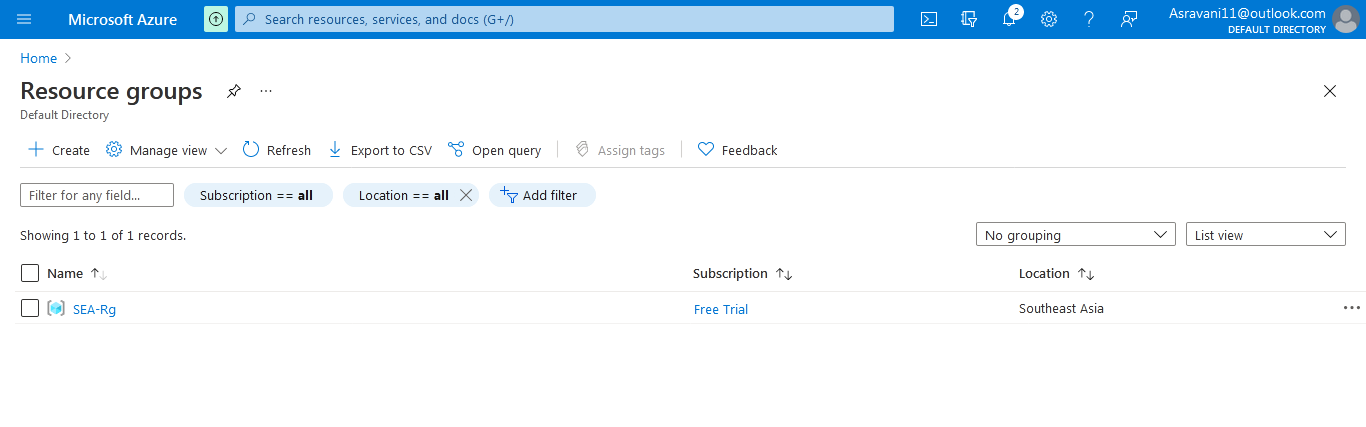 Microsoft Azure
Search resources, services, and docs (G+/)
2
Asravani11@outlook.com
DEFAULT DIRECTORY
Home
Resource groups
Default Directory
Create
Manage view
Refresh
Export to CSV
Open query
Assign tags
Feedback
Filter for any field...
Subscription == all
Location == all
Add filter
Showing 1 to 1 of 1 records.
No grouping
List view
Name
Subscription
Location
SEA-Rg
Free Trial
Southeast Asia